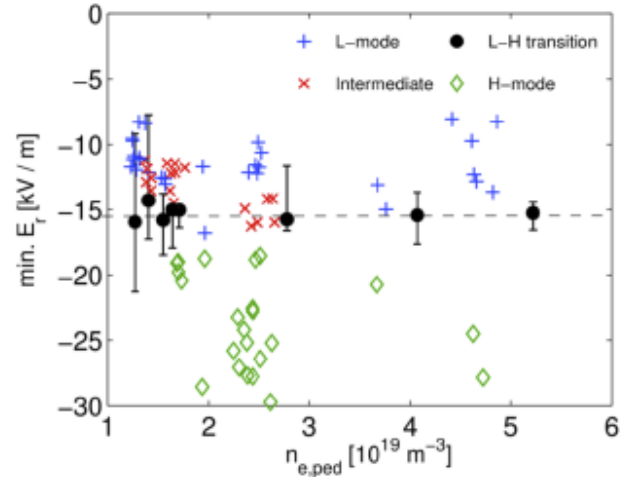 0
−5
−10
−15
−20
−25
−30
min. E_r [kV / m]
L−mode
L−H transition
Intermediate
H−mode
1
2
3
4
5
6
n_e,ped [10^19 m^−3]